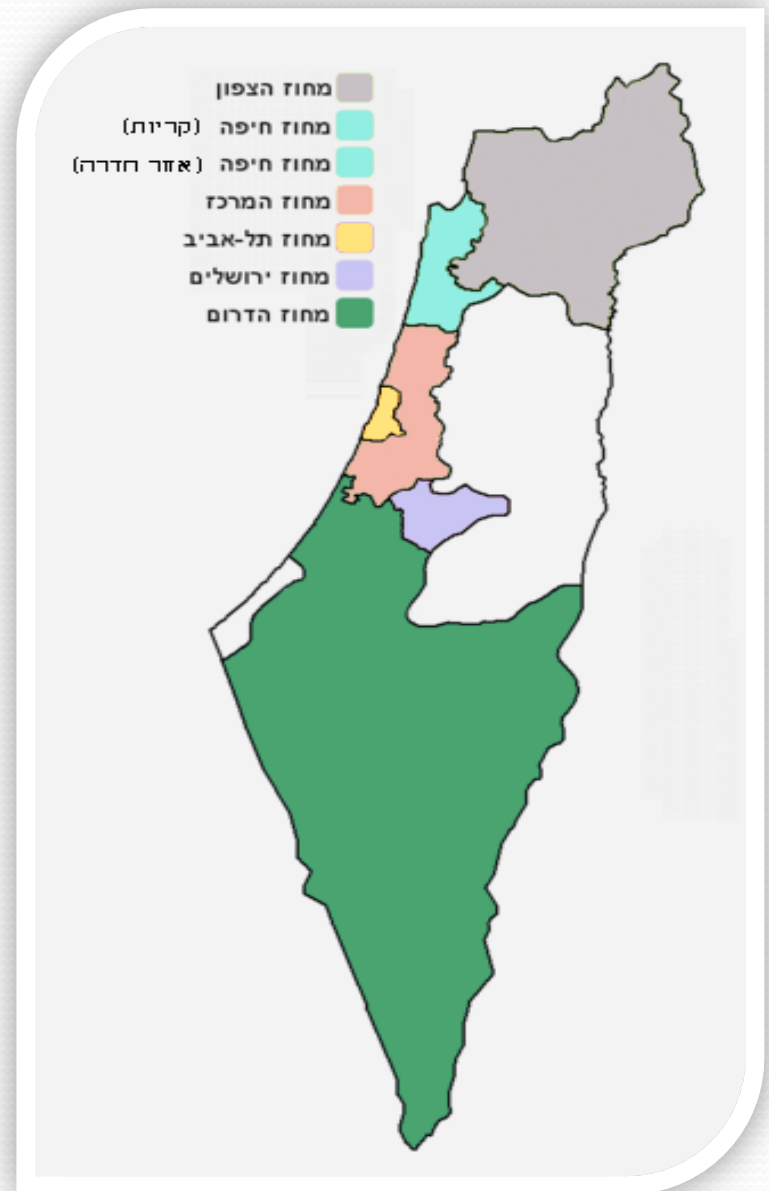 מחוז הצפון
מחוז חיפה (קריות)
מחוז חיפה (אזור חדרה)
מחוז המרכז
מחוז תל-אביב
מחוז ירושלים
מחוז הדרום